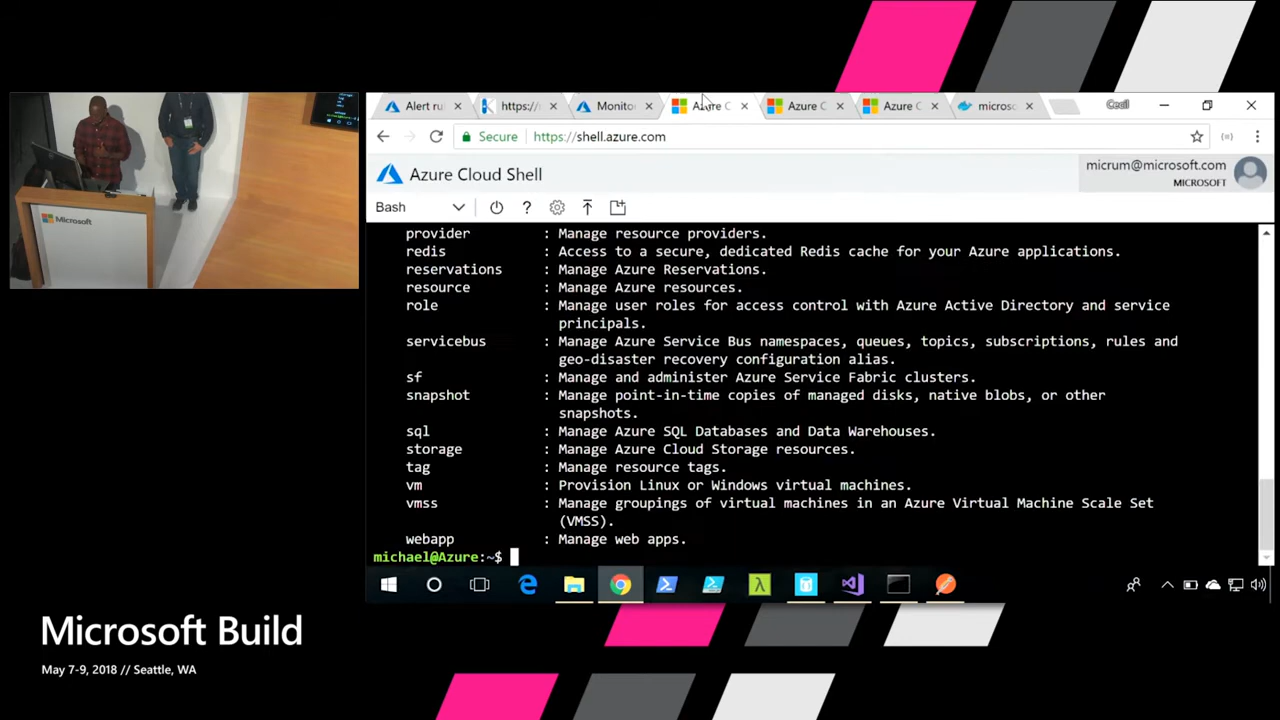 Alert ru
https://
Monito
Azure C
Azure C
Azure C
micros
Cecil
Secure
https://shell.azure.com
Azure Cloud Shell
micrum@microsoft.com
MICROSOFT
Bash
provider : Manage resource providers.
redis : Access to a secure, dedicated Redis cache for your Azure applications.
reservations : Manage Azure Reservations.
resource : Manage Azure resources.
role : Manage user roles for access control with Azure Active Directory and service
principals.
servicebus : Manage Azure Service Bus namespaces, queues, topics, subscriptions, rules and
geo-disaster recovery configuration alias.
sf : Manage and administer Azure Service Fabric clusters.
snapshot : Manage point-in-time copies of managed disks, native blobs, or other
snapshots.
sql : Manage Azure SQL Databases and Data Warehouses.
storage : Manage Azure Cloud Storage resources.
tag : Manage resource tags.
vm : Provision Linux or Windows virtual machines.
vmss : Manage groupings of virtual machines in an Azure Virtual Machine Scale Set
(VMSS).
webapp : Manage web apps.
michael@Azure:~$
Microsoft
Microsoft Build
May 7-9, 2018 // Seattle, WA